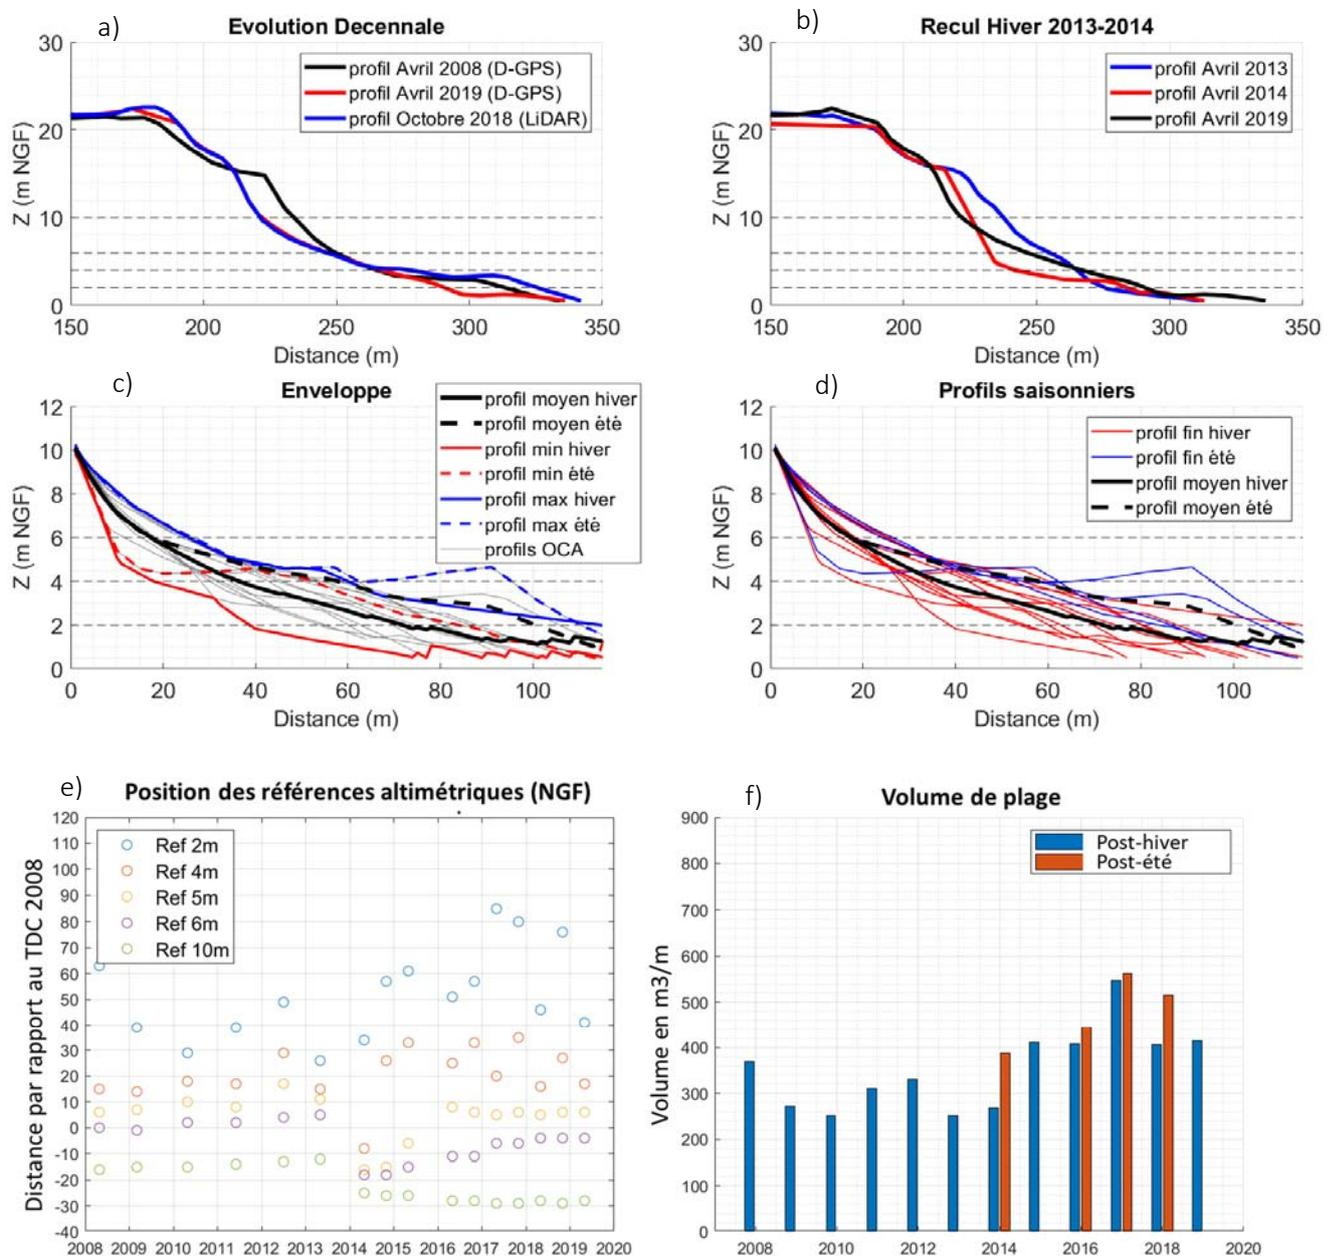 a)
Evolution Decennale
30
20
10
0
Z (m NGF)
profil Avril 2008 (D-GPS)
profil Avril 2019 (D-GPS)
profil Octobre 2018 (LiDAR)
150 200 250 300 350
Distance (m)
b)
Recul Hiver 2013-2014
30
20
10
0
Z (m NGF)
profil Avril 2013
profil Avril 2014
profil Avril 2019
150 200 250 300 350
Distance (m)
c)
Enveloppe
12
10
8
6
4
2
0
Z (m NGF)
profil moyen hiver
profil moyen été
profil min hiver
profil min été
profil max hiver
profil max été
profils OCA
0 20 40 60 80 100
Distance (m)
d)
Profils saisonniers
12
10
8
6
4
2
0
Z (m NGF)
profil fin hiver
profil fin été
profil moyen hiver
profil moyen été
0 20 40 60 80 100
Distance (m)
e)
Position des références altimétriques (NGF)
120
110
100
90
80
70
60
50
40
30
20
10
0
-10
-20
-30
-40
Distance par rapport au TDC 2008
Ref 2m
Ref 4m
Ref 5m
Ref 6m
Ref 10m
2008 2009 2010 2011 2012 2013 2014 2015 2016 2017 2018 2019 2020
f)
Volume de plage
900
800
700
600
500
400
300
200
100
0
Volume en m3/m
Post-hiver
Post-été
2008 2010 2012 2014 2016 2018 2020